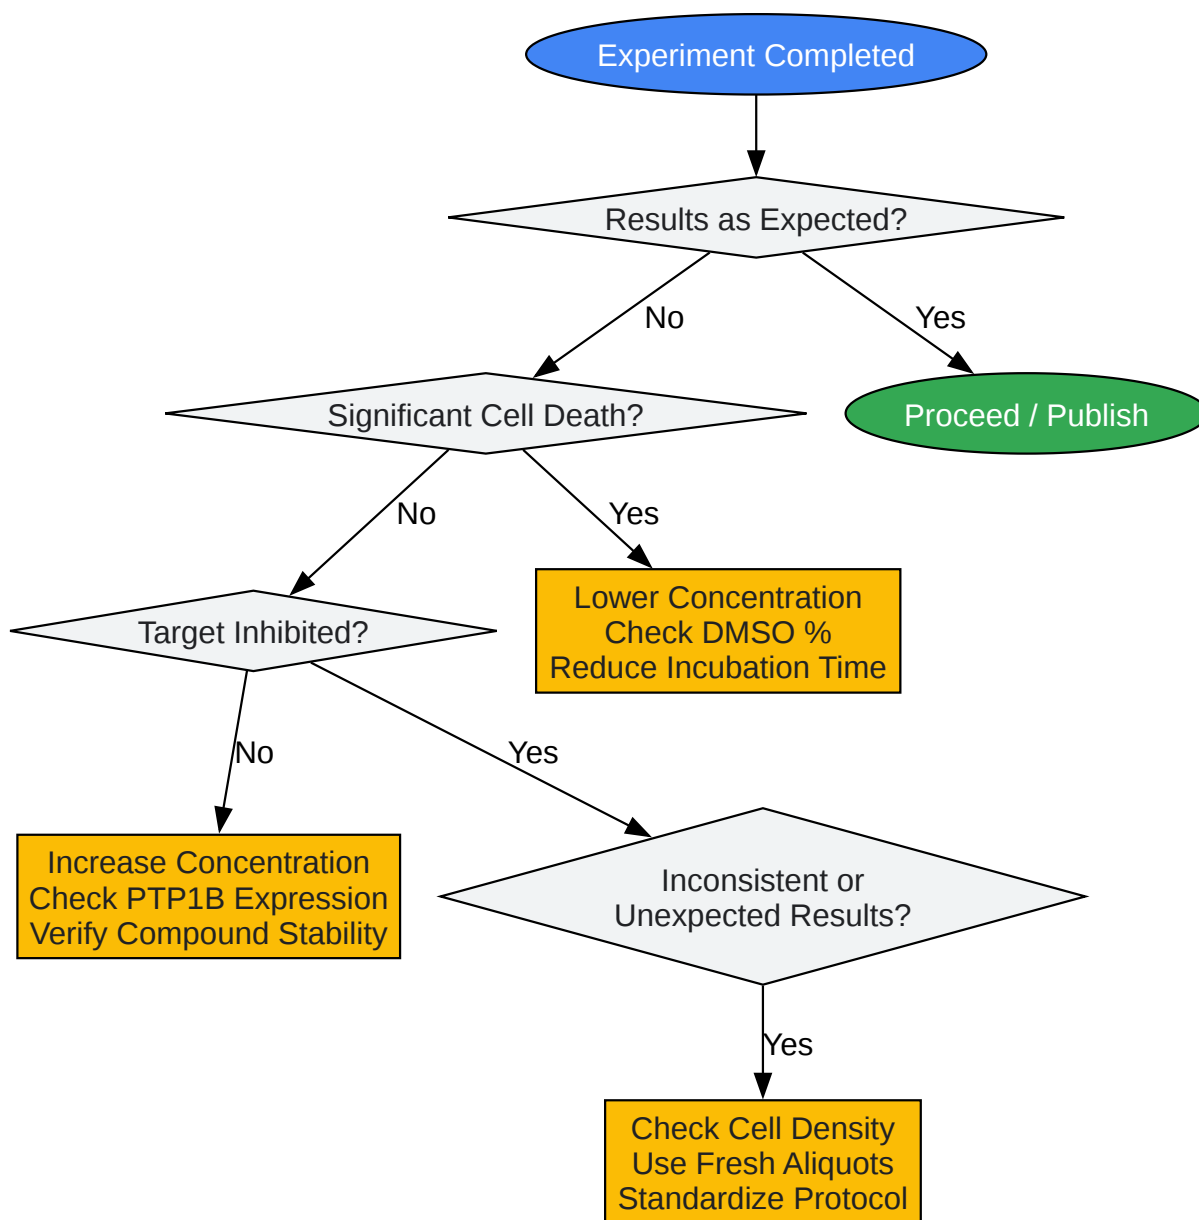 Experiment Completed
Results as Expected?
No
Yes
Significant Cell Death?
Proceed / Publish
No
Yes
Lower Concentration
Check DMSO %
Reduce Incubation Time
Target Inhibited?
No
Yes
Increase Concentration
Check PTP1B Expression
Verify Compound Stability
Inconsistent or
Unexpected Results?
Yes
Check Cell Density
Use Fresh Aliquots
Standardize Protocol